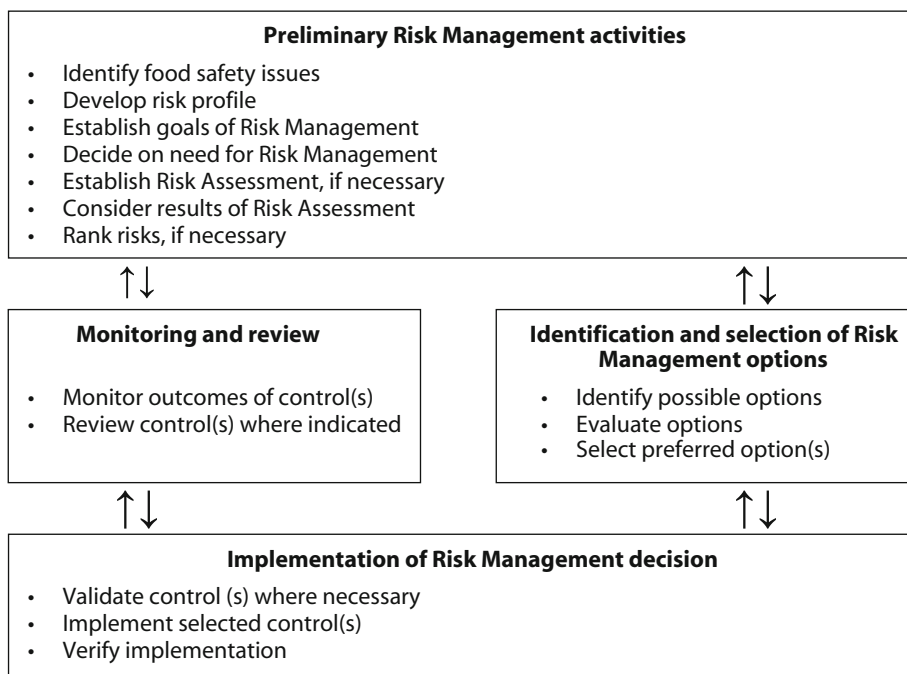 Preliminary Risk Management activities
• Identify food safety issues
• Develop risk profile
• Establish goals of Risk Management
• Decide on need for Risk Management
• Establish Risk Assessment, if necessary
• Consider results of Risk Assessment
• Rank risks, if necessary
Monitoring and review
• Monitor outcomes of control(s)
• Review control(s) where indicated
Identification and selection of Risk
Management options
• Identify possible options
• Evaluate options
• Select preferred option(s)
Implementation of Risk Management decision
• Validate control (s) where necessary
• Implement selected control(s)
• Verify implementation